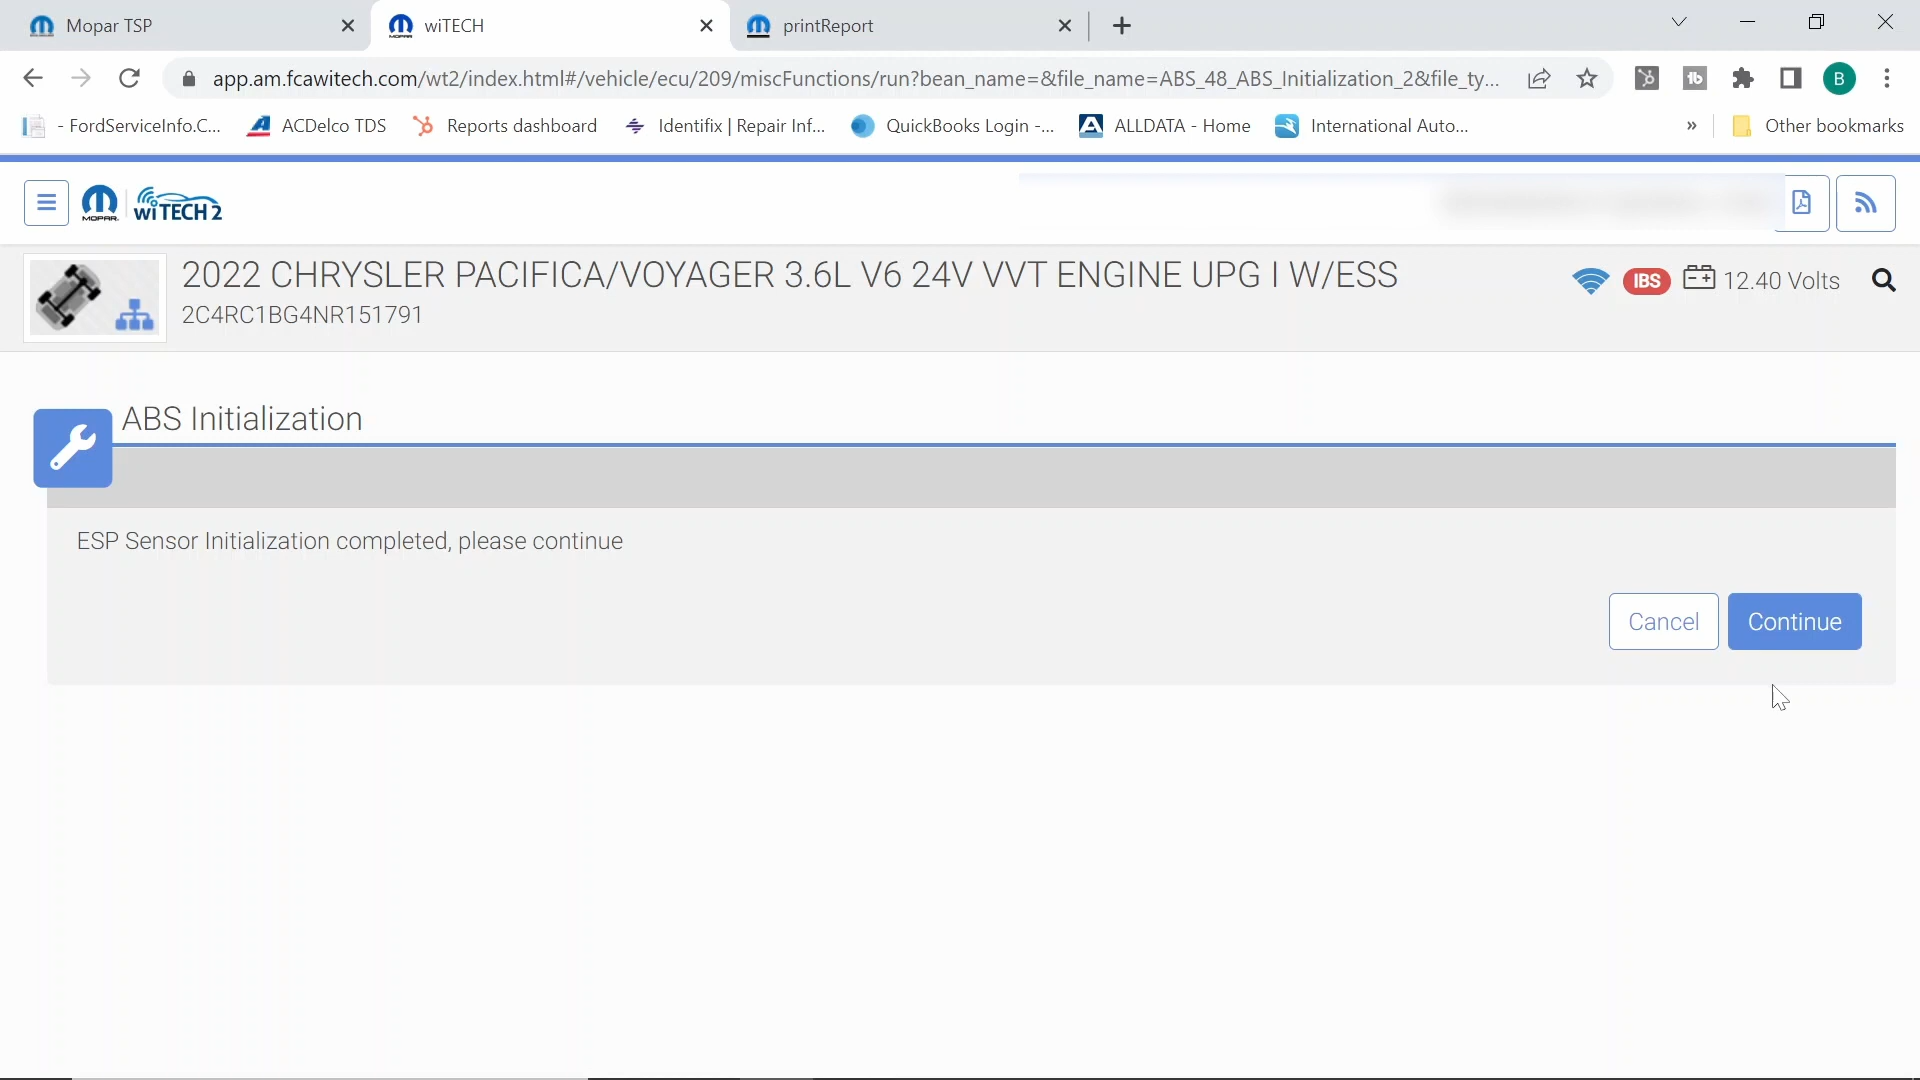 Mopar TSP
wiTECH
printReport
app.am.fcawitech.com/wt2/index.html#/vehicle/ecu/209/miscFunctions/run?bean_name=&file_name=ABS_48_ABS_Initialization_2&file_ty...
B
- FordServiceInfo.C...
ACDelco TDS
Reports dashboard
Identifix | Repair Inf...
QuickBooks Login -...
ALLDATA - Home
International Auto...
»
Other bookmarks
MOPAR
wiTECH 2
2022 CHRYSLER PACIFICA/VOYAGER 3.6L V6 24V VVT ENGINE UPG I W/ESS
2C4RC1BG4NR151791
IBS
12.40 Volts
ABS Initialization
ESP Sensor Initialization completed, please continue
Cancel
Continue